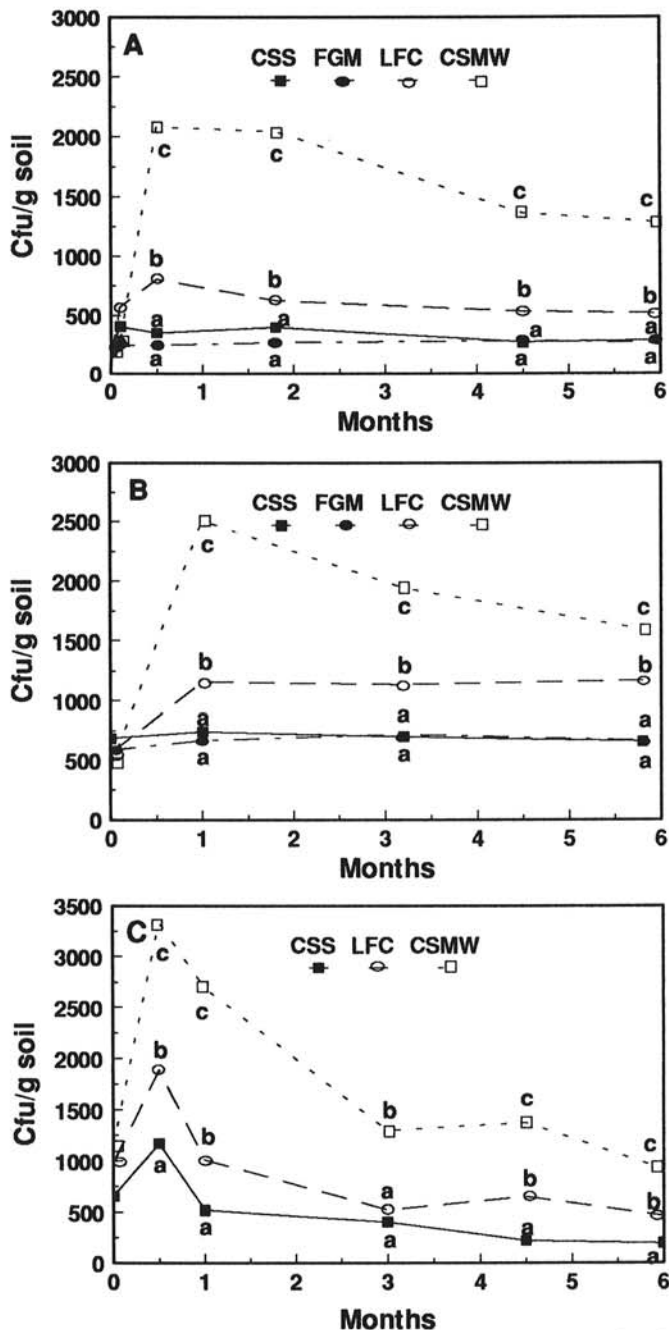 A
CSS FGM LFC CSMW
3000
2500
2000
1500
1000
500
0
Cfu/g soil
c c c c
b b b b
a a a a
a a a a
0 1 2 3 4 5 6
Months
B
CSS FGM LFC CSMW
3000
2500
2000
1500
1000
500
0
Cfu/g soil
c c c
b b b
a a a
a a a
0 1 2 3 4 5 6
Months
C
CSS LFC CSMW
3500
3000
2500
2000
1500
1000
500
0
Cfu/g soil
c c b c c
b b a b b
a a a a a
0 1 2 3 4 5 6
Months